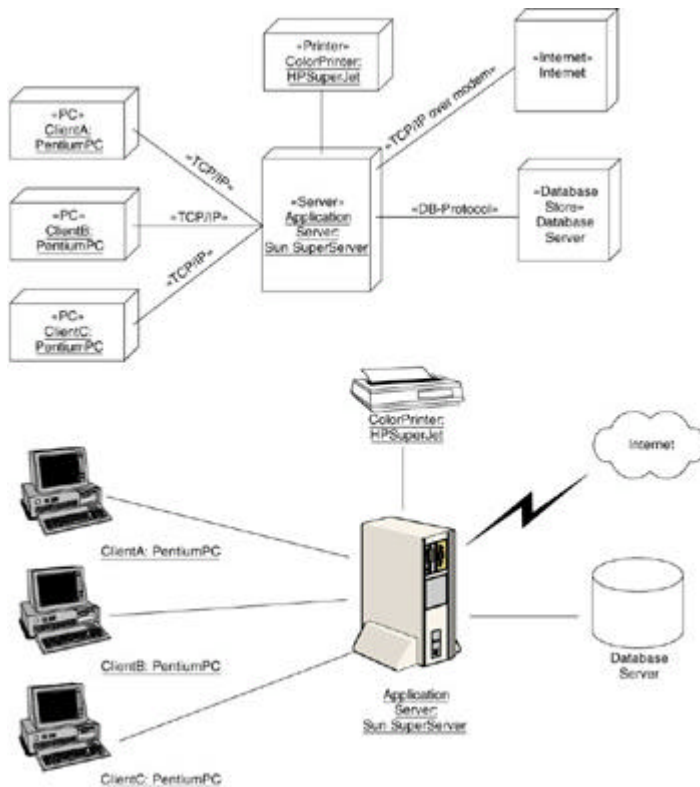 «Printer»
ColorPrinter:
HPSuperJet
«Internet»
Internet
«PC»
ClientA:
PentiumPC
«TCP/IP»
«TCP/IP over modem»
«PC»
ClientB:
PentiumPC
«TCP/IP»
«Server»
Application
Server:
Sun SuperServer
«DB-Protocol»
«Database
Store»
Database
Server
«TCP/IP»
«PC»
ClientC:
PentiumPC
ColorPrinter:
HPSuperJet
Internet
ClientA: PentiumPC
ClientB: PentiumPC
Database
Server
Application
Server:
Sun SuperServer
ClientC: PentiumPC